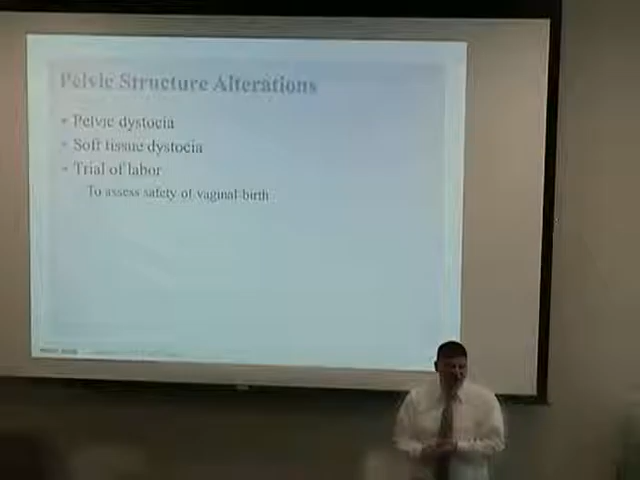 Pelvic Structure Alterations
Pelvic dystocia
Soft tissue dystocia
Trial of labor
To assess safety of vaginal birth